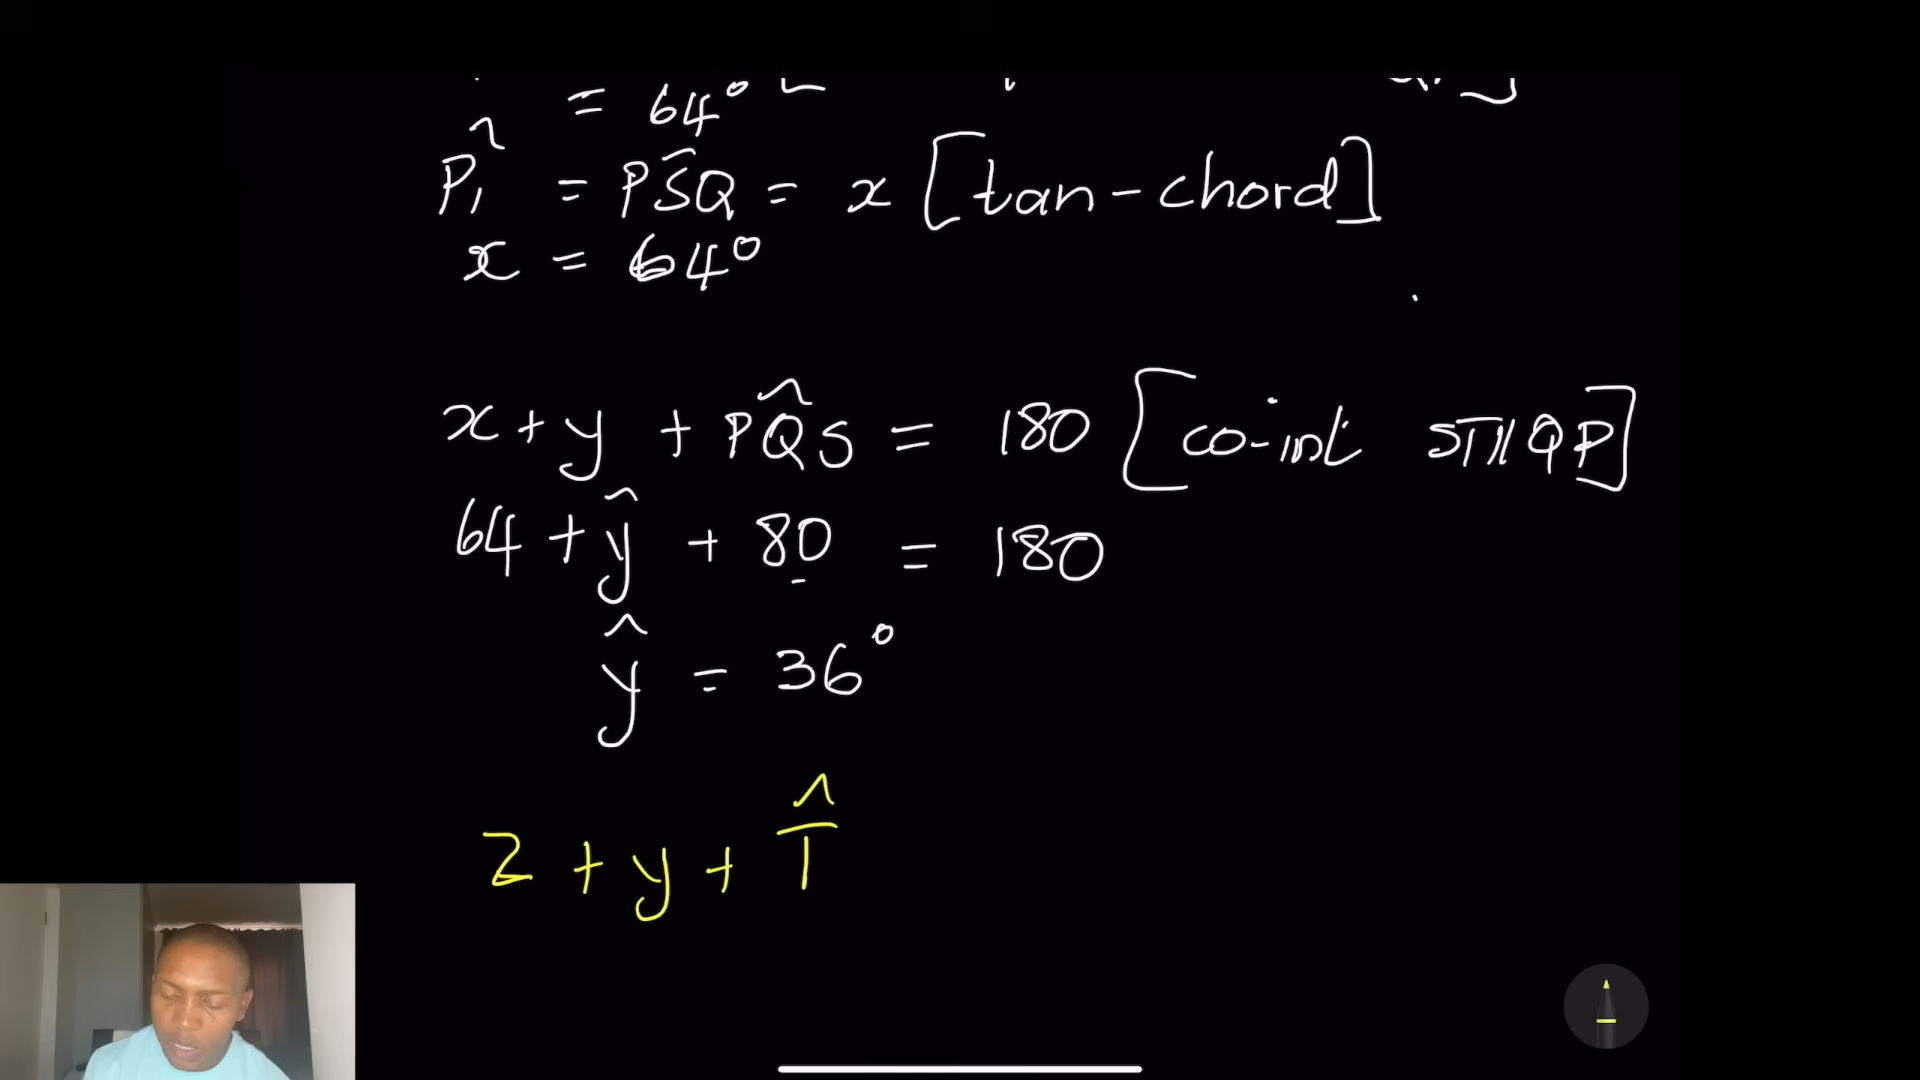 = 64°
P̂₁ = PŜQ = x [tan-chord]
x = 64°
x + y + PQ̂S = 180 [co-int ST∥QP]
64 + ŷ + 80 = 180
ŷ = 36°
z + y + T̂